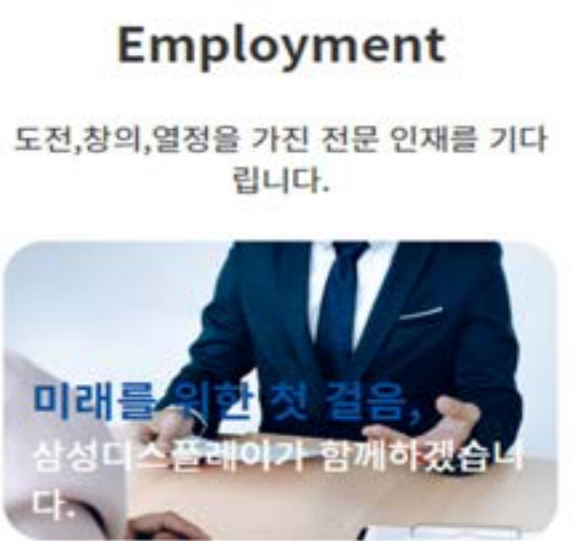 Employment
도전,창의,열정을 가진 전문 인재를 기다
립니다.
미래를 위한 첫 걸음,
삼성디스플레이가 함께하겠습니
다.